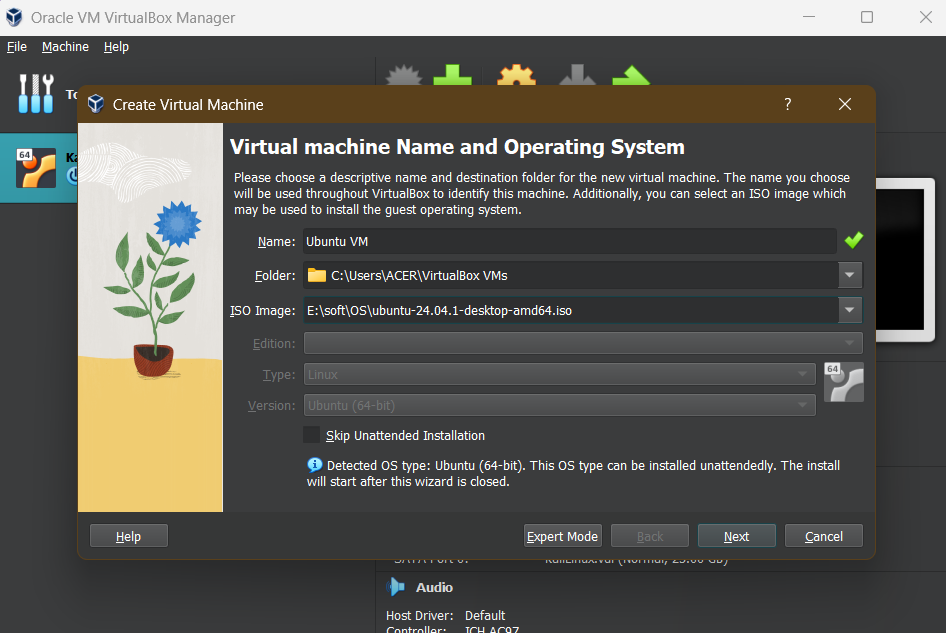 Oracle VM VirtualBox Manager
File Machine Help
64
Create Virtual Machine
?
Virtual machine Name and Operating System
Please choose a descriptive name and destination folder for the new virtual machine. The name you choose
will be used throughout VirtualBox to identify this machine. Additionally, you can select an ISO image which
may be used to install the guest operating system.
Name: Ubuntu VM
Folder: C:\Users\ACER\VirtualBox VMs
ISO Image: E:\soft\OS\ubuntu-24.04.1-desktop-amd64.iso
Edition:
Type: Linux
64
Version: Ubuntu (64-bit)
Skip Unattended Installation
Detected OS type: Ubuntu (64-bit). This OS type can be installed unattendedly. The install
will start after this wizard is closed.
Help Expert Mode Back Next Cancel
SATA Port 0: KaliLinux.vdi (Normal, 25.00 GB)
Audio
Host Driver: Default
Controller: ICH AC97